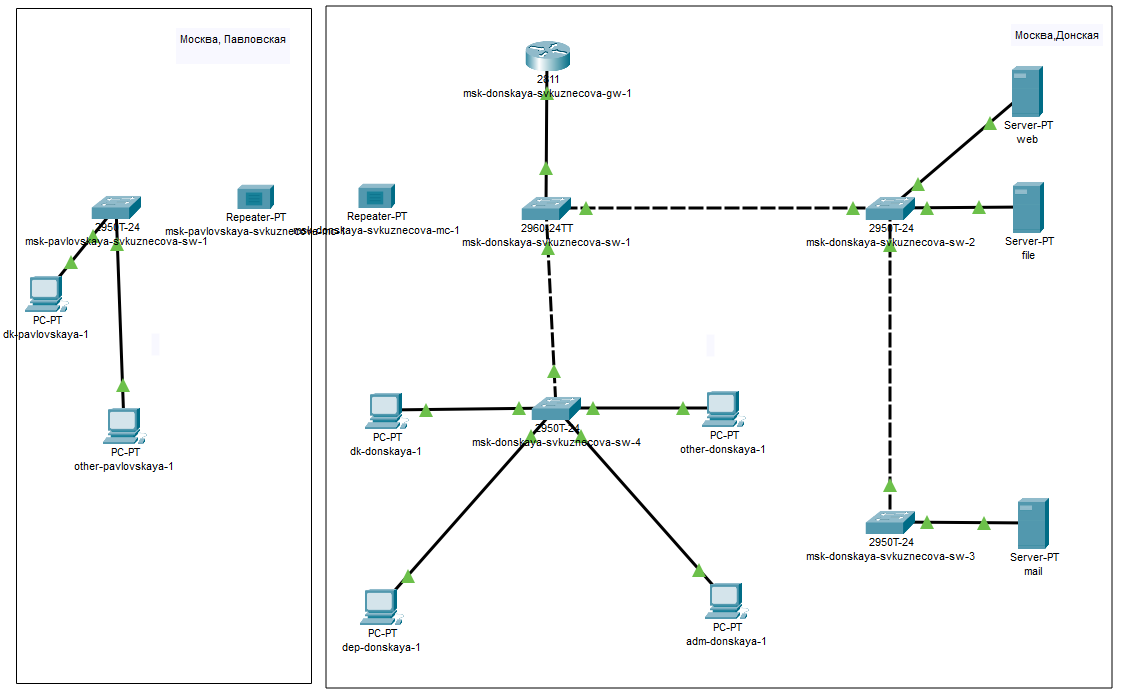 Москва, Павловская
2950T-24
msk-pavlovskaya-svkuznecova-sw-1
Repeater-PT
msk-pavlovskaya-svkuznecova-mc-1
PC-PT
dk-pavlovskaya-1
PC-PT
other-pavlovskaya-1
Москва,Донская
2811
msk-donskaya-svkuznecova-gw-1
Server-PT
web
Repeater-PT
msk-donskaya-svkuznecova-mc-1
2960-24TT
msk-donskaya-svkuznecova-sw-1
2950T-24
msk-donskaya-svkuznecova-sw-2
Server-PT
file
PC-PT
dk-donskaya-1
2950T-24
msk-donskaya-svkuznecova-sw-4
PC-PT
other-donskaya-1
2950T-24
msk-donskaya-svkuznecova-sw-3
Server-PT
mail
PC-PT
dep-donskaya-1
PC-PT
adm-donskaya-1